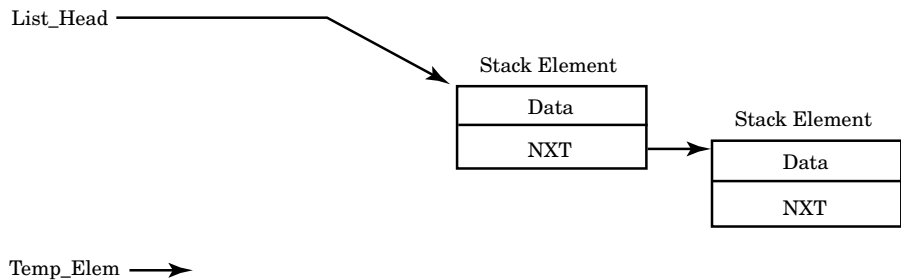 List_Head
Stack Element
Data
NXT
Stack Element
Data
NXT
Temp_Elem